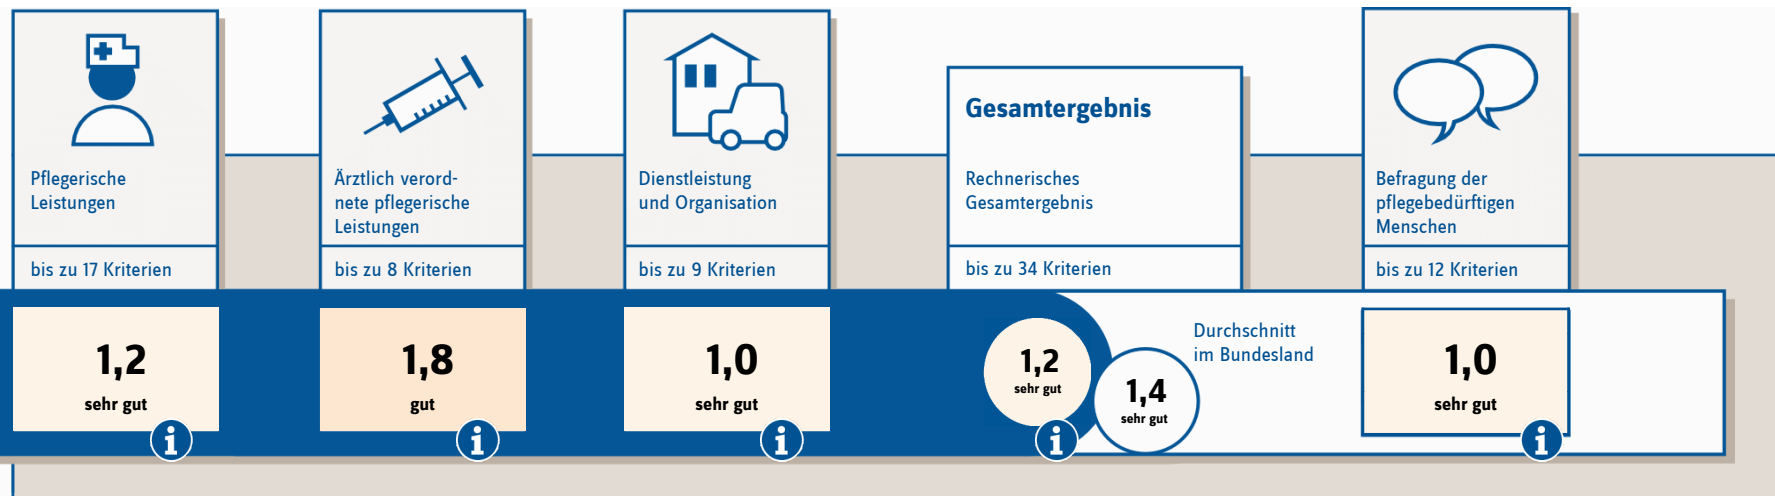 Pflegerische
Leistungen
bis zu 17 Kriterien
1,2
sehr gut
i
Ärztlich verord-
nete pflegerische
Leistungen
bis zu 8 Kriterien
1,8
gut
i
Dienstleistung
und Organisation
bis zu 9 Kriterien
1,0
sehr gut
i
Gesamtergebnis
Rechnerisches
Gesamtergebnis
bis zu 34 Kriterien
1,2
sehr gut
i
1,4
sehr gut
Durchschnitt
im Bundesland
Befragung der
pflegebedürftigen
Menschen
bis zu 12 Kriterien
1,0
sehr gut
i